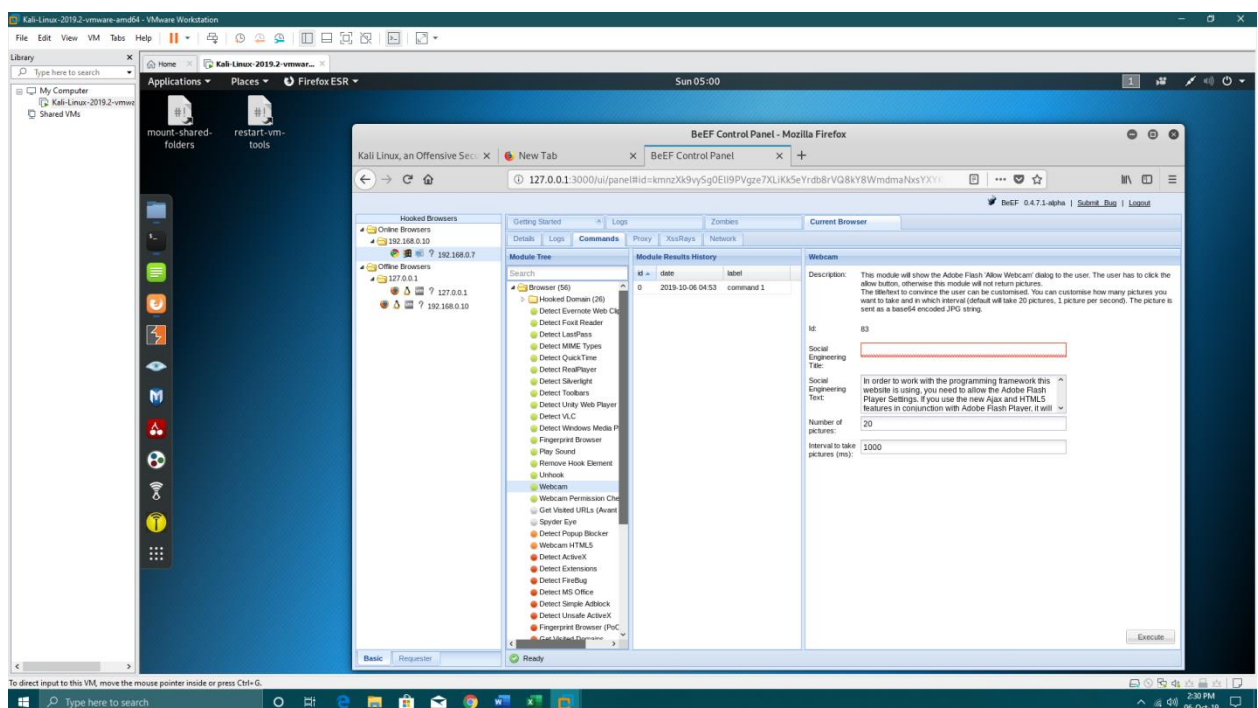 Kali-Linux-2019.2-vmware-amd64 - VMware Workstation
File Edit View VM Tabs Help
Library
Type here to search
My Computer
Kali-Linux-2019.2-vmwa
Shared VMs
Home Kali-Linux-2019.2-vmwar...
Applications Places Firefox ESR Sun 05:00 1
mount-shared-folders
restart-vm-tools
BeEF Control Panel - Mozilla Firefox
Kali Linux, an Offensive Secu New Tab BeEF Control Panel
BeEF 0.4.7.1-alpha | Submit Bug | Logout
Hooked Browsers
Online Browsers
192.168.0.10
? 192.168.0.7
Offline Browsers
127.0.0.1
? 127.0.0.1
? 192.168.0.10
Basic Requester
Getting Started Logs Zombies Current Browser
Details Logs Commands Proxy XssRays Network
Module Tree
Search
Browser (56)
Hooked Domain (26)
Detect Evernote Web Clip
Detect Foxit Reader
Detect LastPass
Detect MIME Types
Detect QuickTime
Detect RealPlayer
Detect Silverlight
Detect Toolbars
Detect Unity Web Player
Detect VLC
Detect Windows Media P
Fingerprint Browser
Play Sound
Remove Hook Element
Unhook
Webcam
Webcam Permission Che
Get Visited URLs (Avant
Spyder Eye
Detect Popup Blocker
Webcam HTML5
Detect ActiveX
Detect Extensions
Detect FireBug
Detect MS Office
Detect Simple Adblock
Detect Unsafe ActiveX
Fingerprint Browser (PoC
Get Visited Domains
Module Results History
id date label
0 2019-10-06 04:53 command 1
Webcam
Description: This module will show the Adobe Flash 'Allow Webcam' dialog to the user. The user has to click the
allow button, otherwise this module will not return pictures.
The title/text to convince the user can be customised. You can customise how many pictures you
want to take and in which interval (default will take 20 pictures, 1 picture per second). The picture is
sent as a base64 encoded JPG string.
Id: 83
Social Engineering Title:
Social Engineering Text:
In order to work with the programming framework this
website is using, you need to allow the Adobe Flash
Player Settings. If you use the new Ajax and HTML5
features in conjunction with Adobe Flash Player, it will
Number of pictures: 20
Interval to take pictures (ms): 1000
Execute
Ready
To direct input to this VM, move the mouse pointer inside or press Ctrl+G.
Type here to search
2:30 PM
06-Oct-19